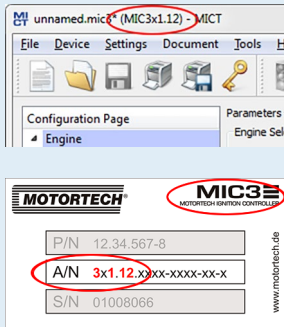 unnamed.mic3* (MIC3x1.12) - MICT
File Device Settings Document Tools H
Configuration Page
Engine
Parameters
Engine Sel
MOTORTECH®
MIC3
MOTORTECH IGNITION CONTROLLER
P/N 12.34.567-8
A/N 3x1.12.xxxx-xxxx-xx-x
S/N 01008066
www.motortech.de